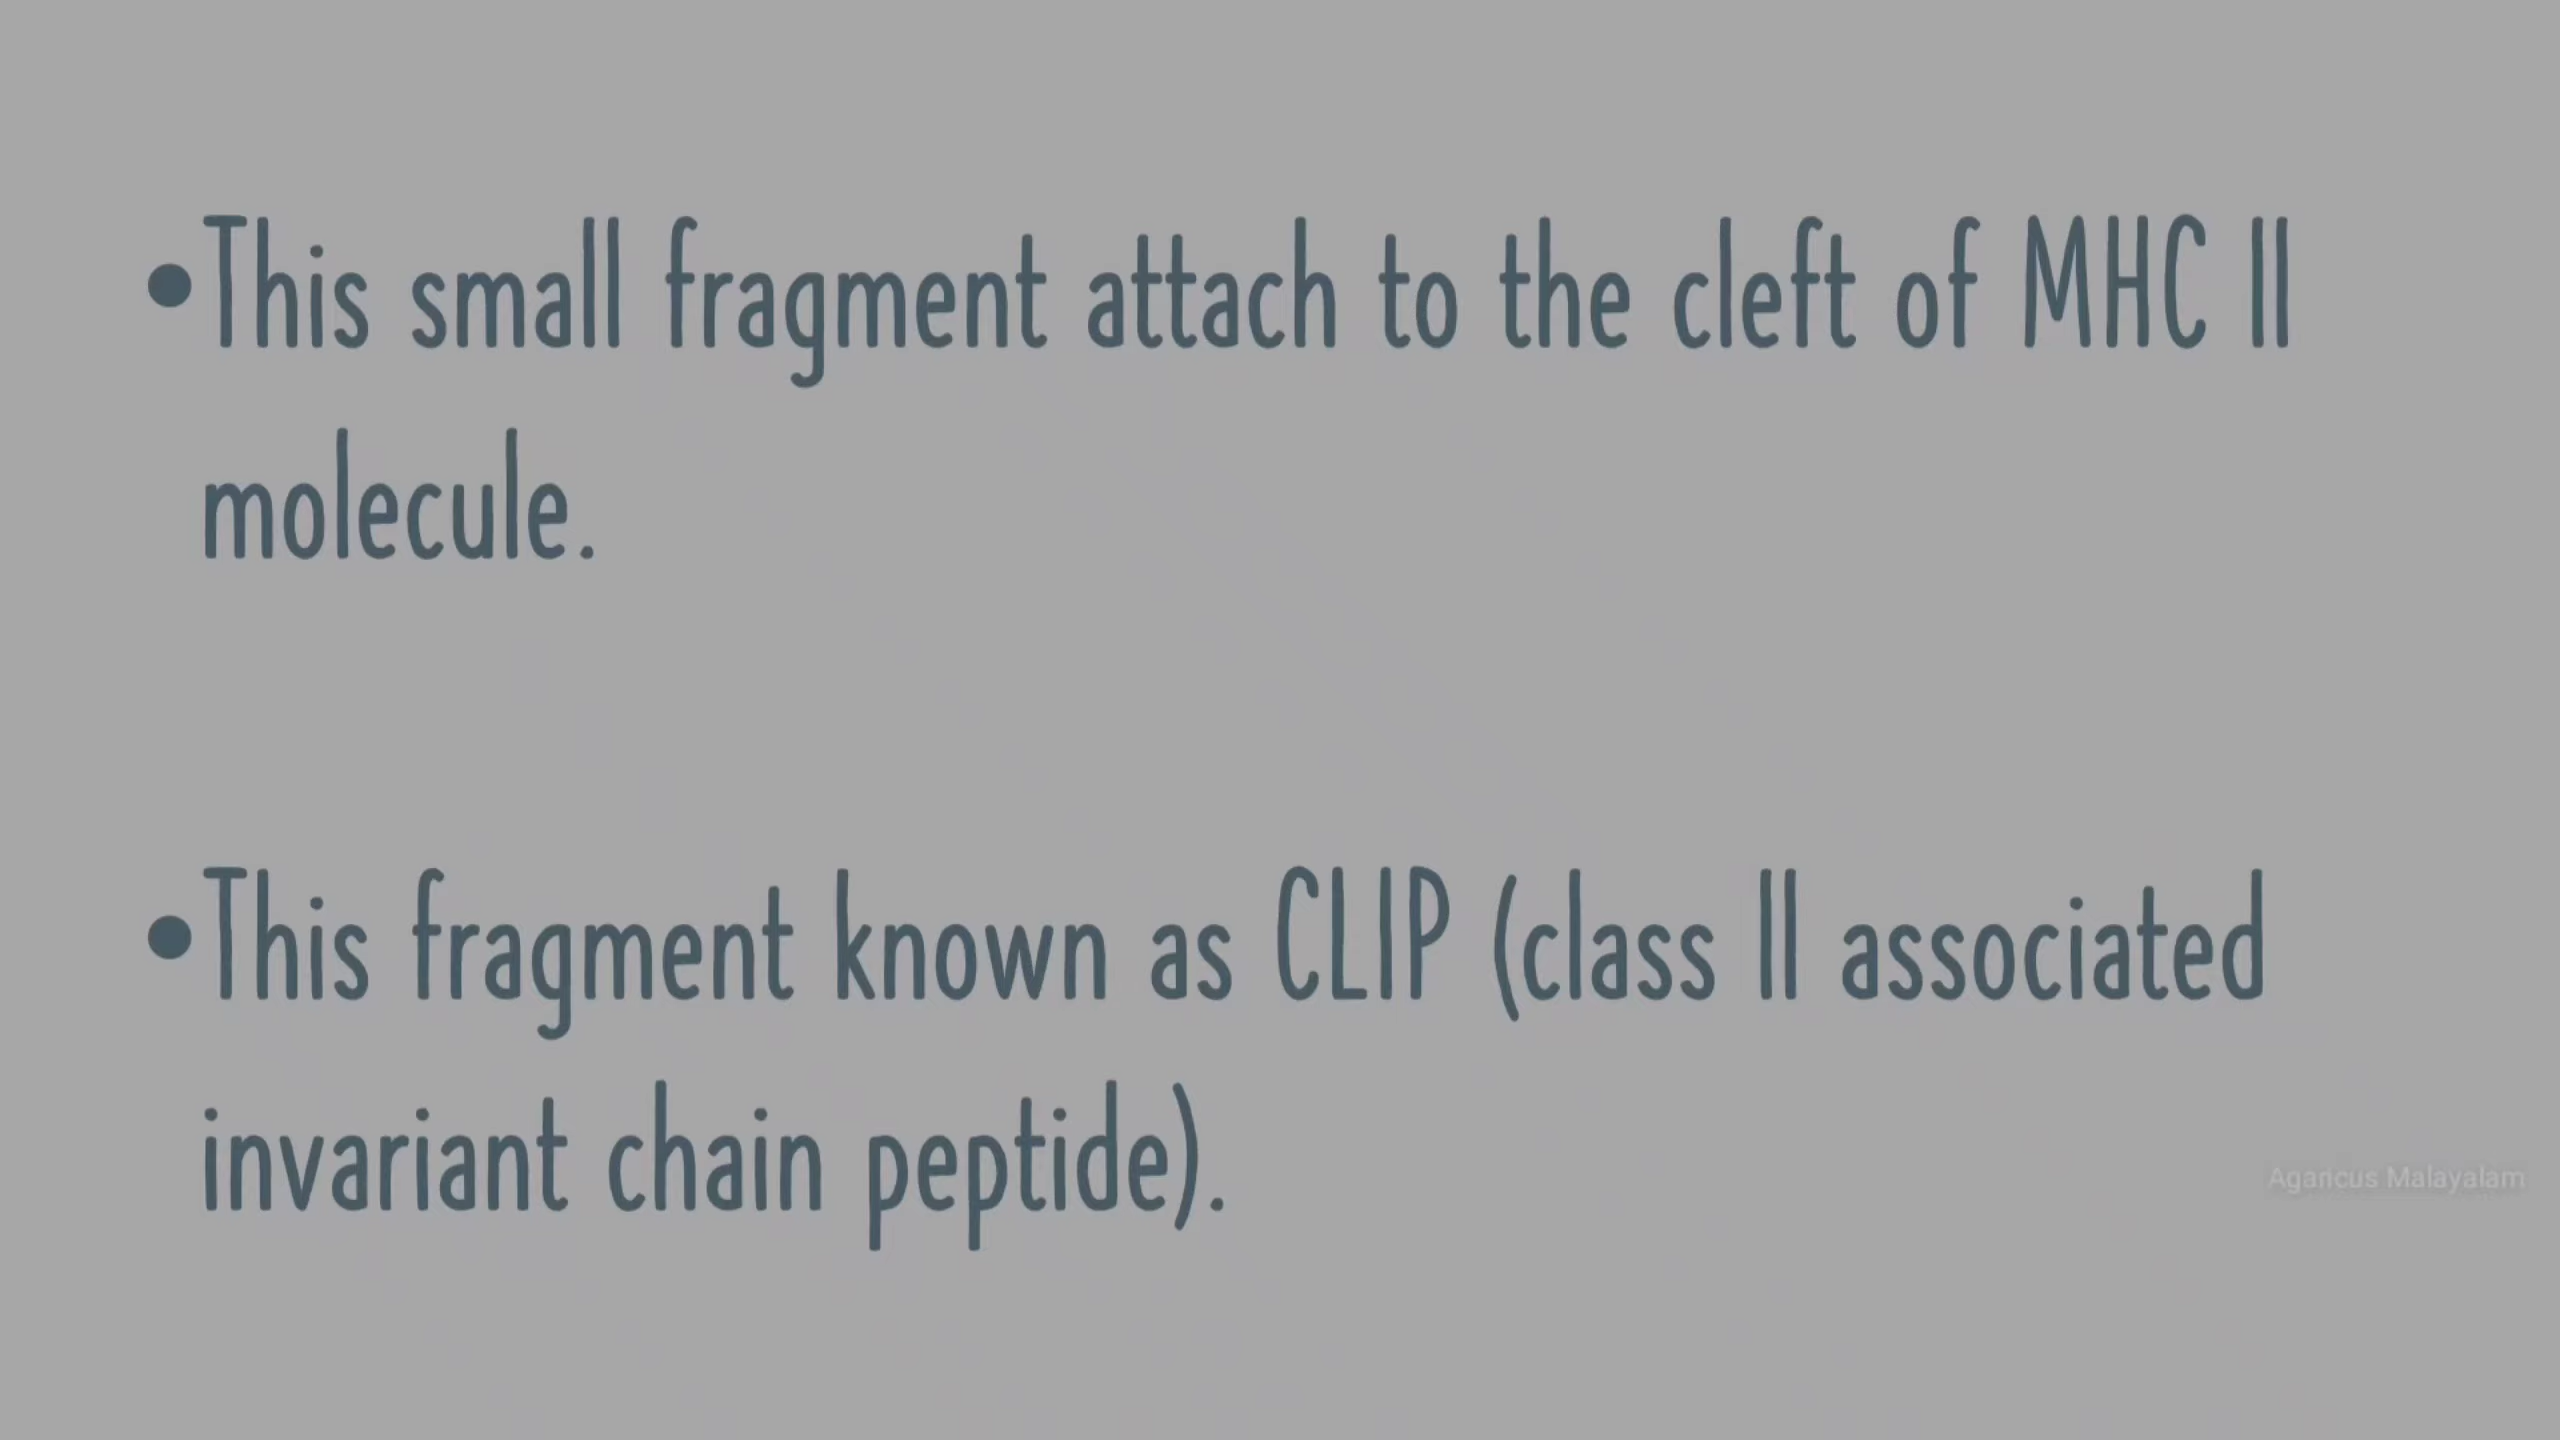 •This small fragment attach to the cleft of MHC II
molecule.
•This fragment known as CLIP (class II associated
invariant chain peptide).
Agaricus Malayalam